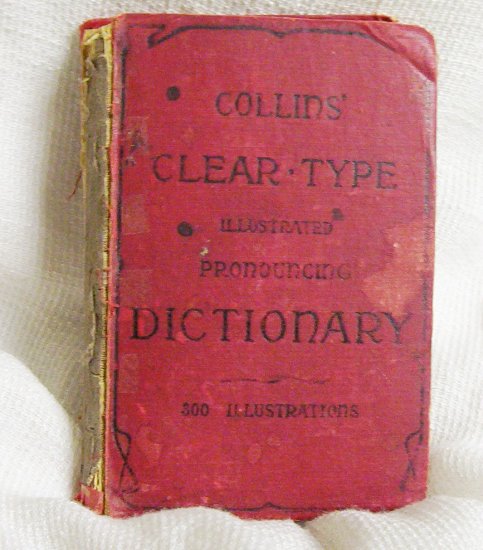 COLLINS'
CLEAR·TYPE
ILLUSTRATED
PRONOUNCING
DICTIONARY
300 ILLUSTRATIONS